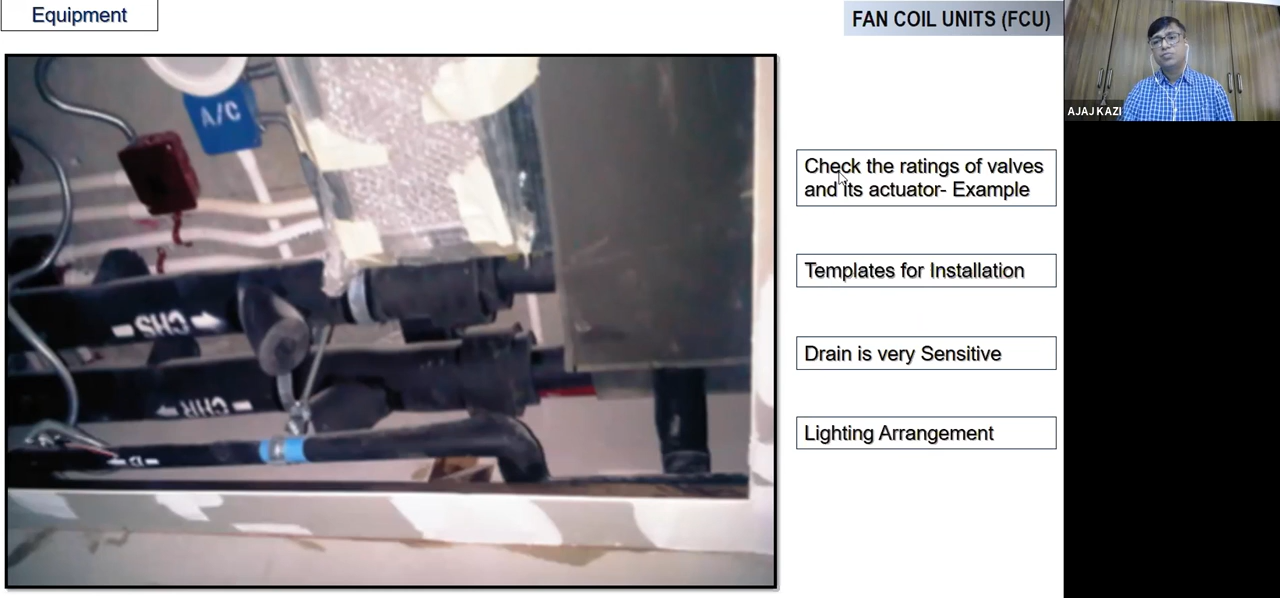 Equipment
FAN COIL UNITS (FCU)
AJAJ KAZI
A/C
Check the ratings of valves
and its actuator- Example
CHS
CHR
Templates for Installation
Drain is very Sensitive
Lighting Arrangement